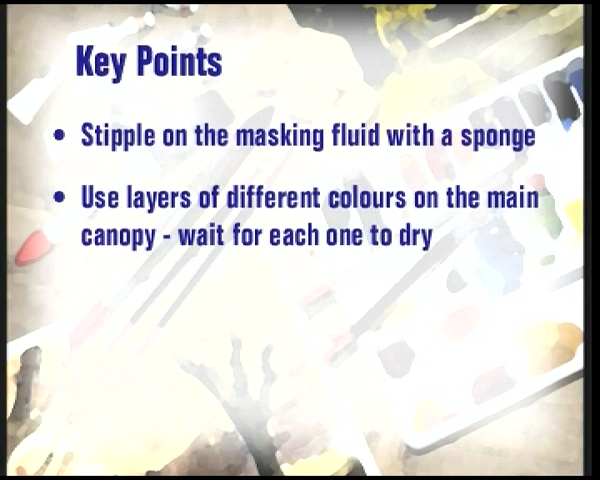 Key Points
• Stipple on the masking fluid with a sponge
• Use layers of different colours on the main
canopy - wait for each one to dry